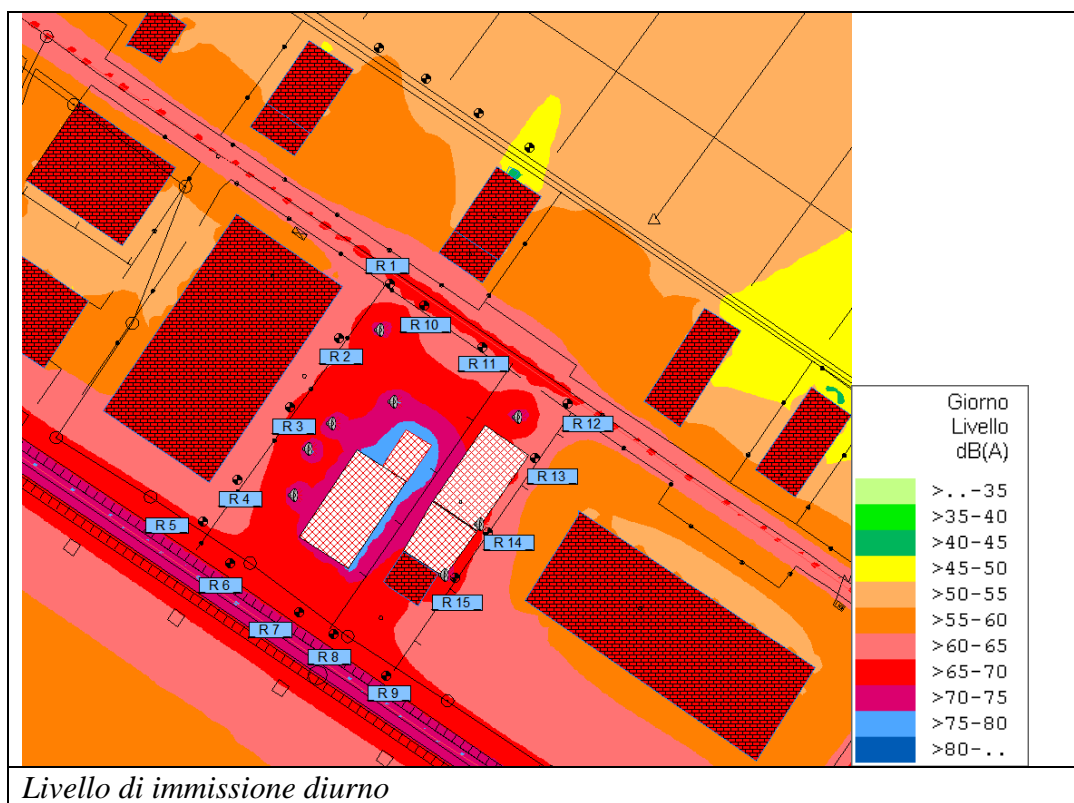 R 1
R 10
R 2
R 11
R 3
R 12
R 13
R 4
R 5
R 14
R 6
R 15
R 7
R 8
R 9
Giorno
Livello
dB(A)
>..-35
>35-40
>40-45
>45-50
>50-55
>55-60
>60-65
>65-70
>70-75
>75-80
>80-..
Livello di immissione diurno